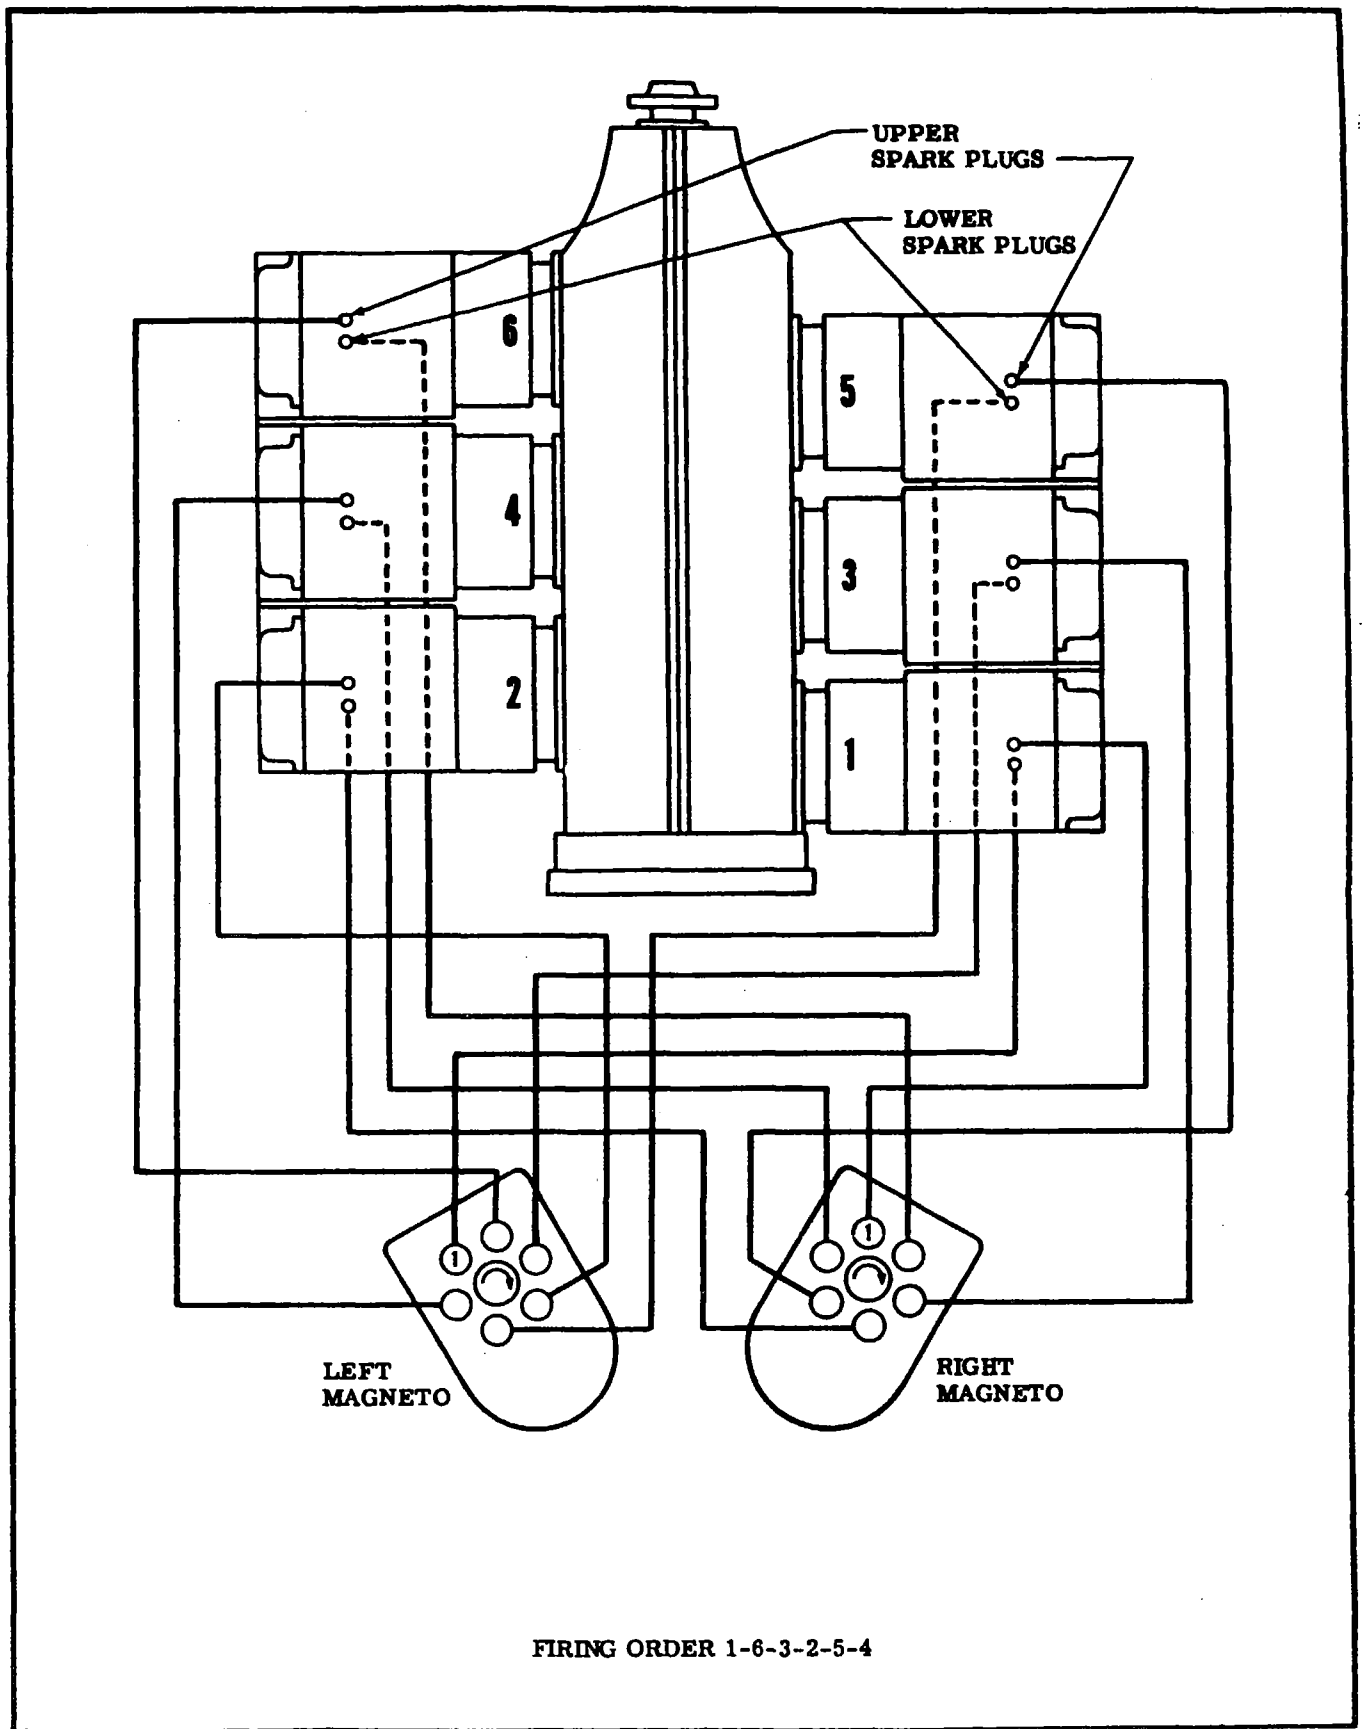 UPPER
SPARK PLUGS
LOWER
SPARK PLUGS
6
5
4
3
2
1
1
1
LEFT
MAGNETO
RIGHT
MAGNETO
FIRING ORDER 1-6-3-2-5-4